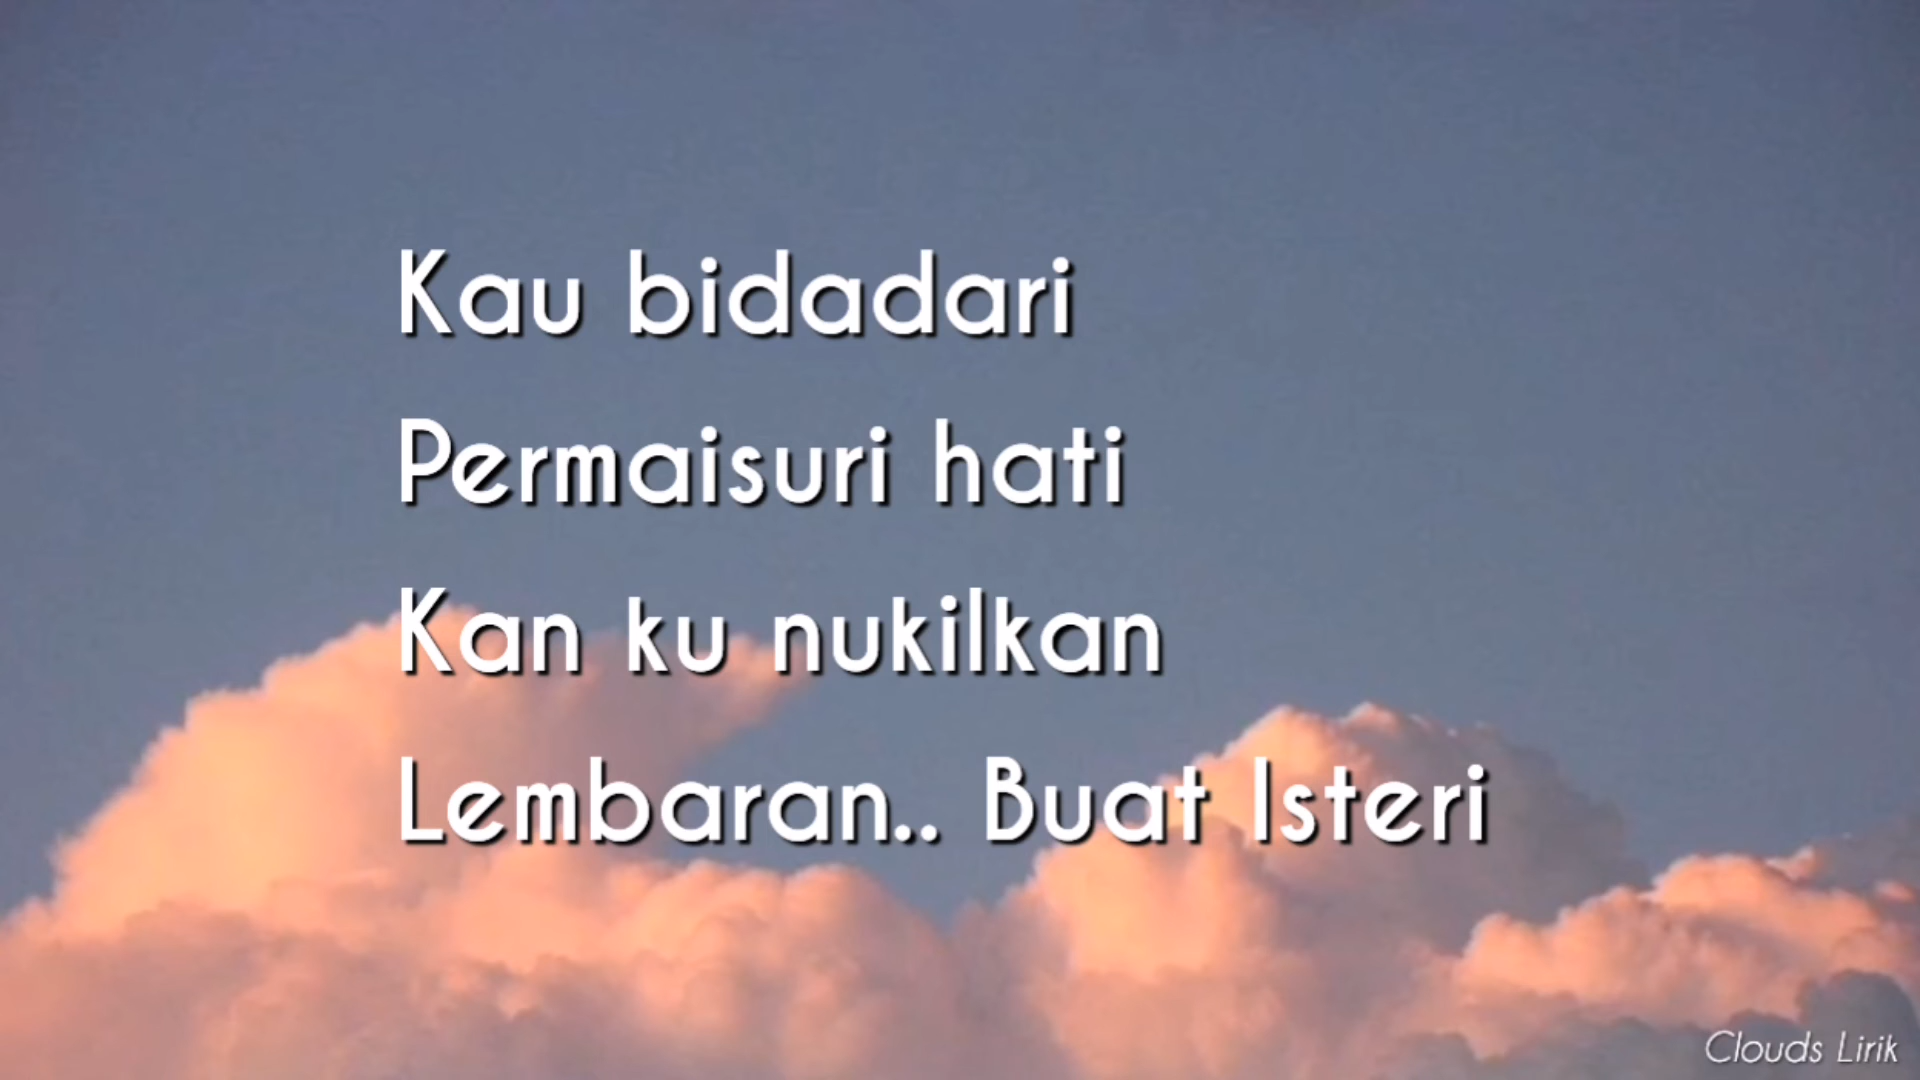 Kau bidadari
Permaisuri hati
Kan ku nukilkan
Lembaran.. Buat Isteri
Clouds Lirik